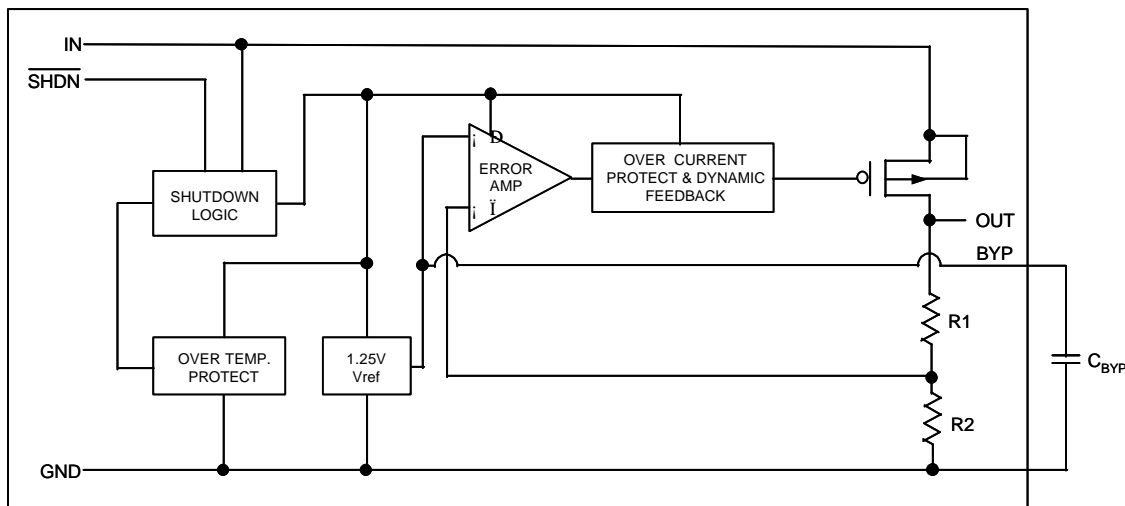 IN
SHDN
¡ D
ERROR
AMP
¡ Ï
OVER CURRENT
PROTECT & DYNAMIC
FEEDBACK
SHUTDOWN
LOGIC
OUT
BYP
R1
OVER TEMP.
PROTECT
1.25V
Vref
CBYP
R2
GND